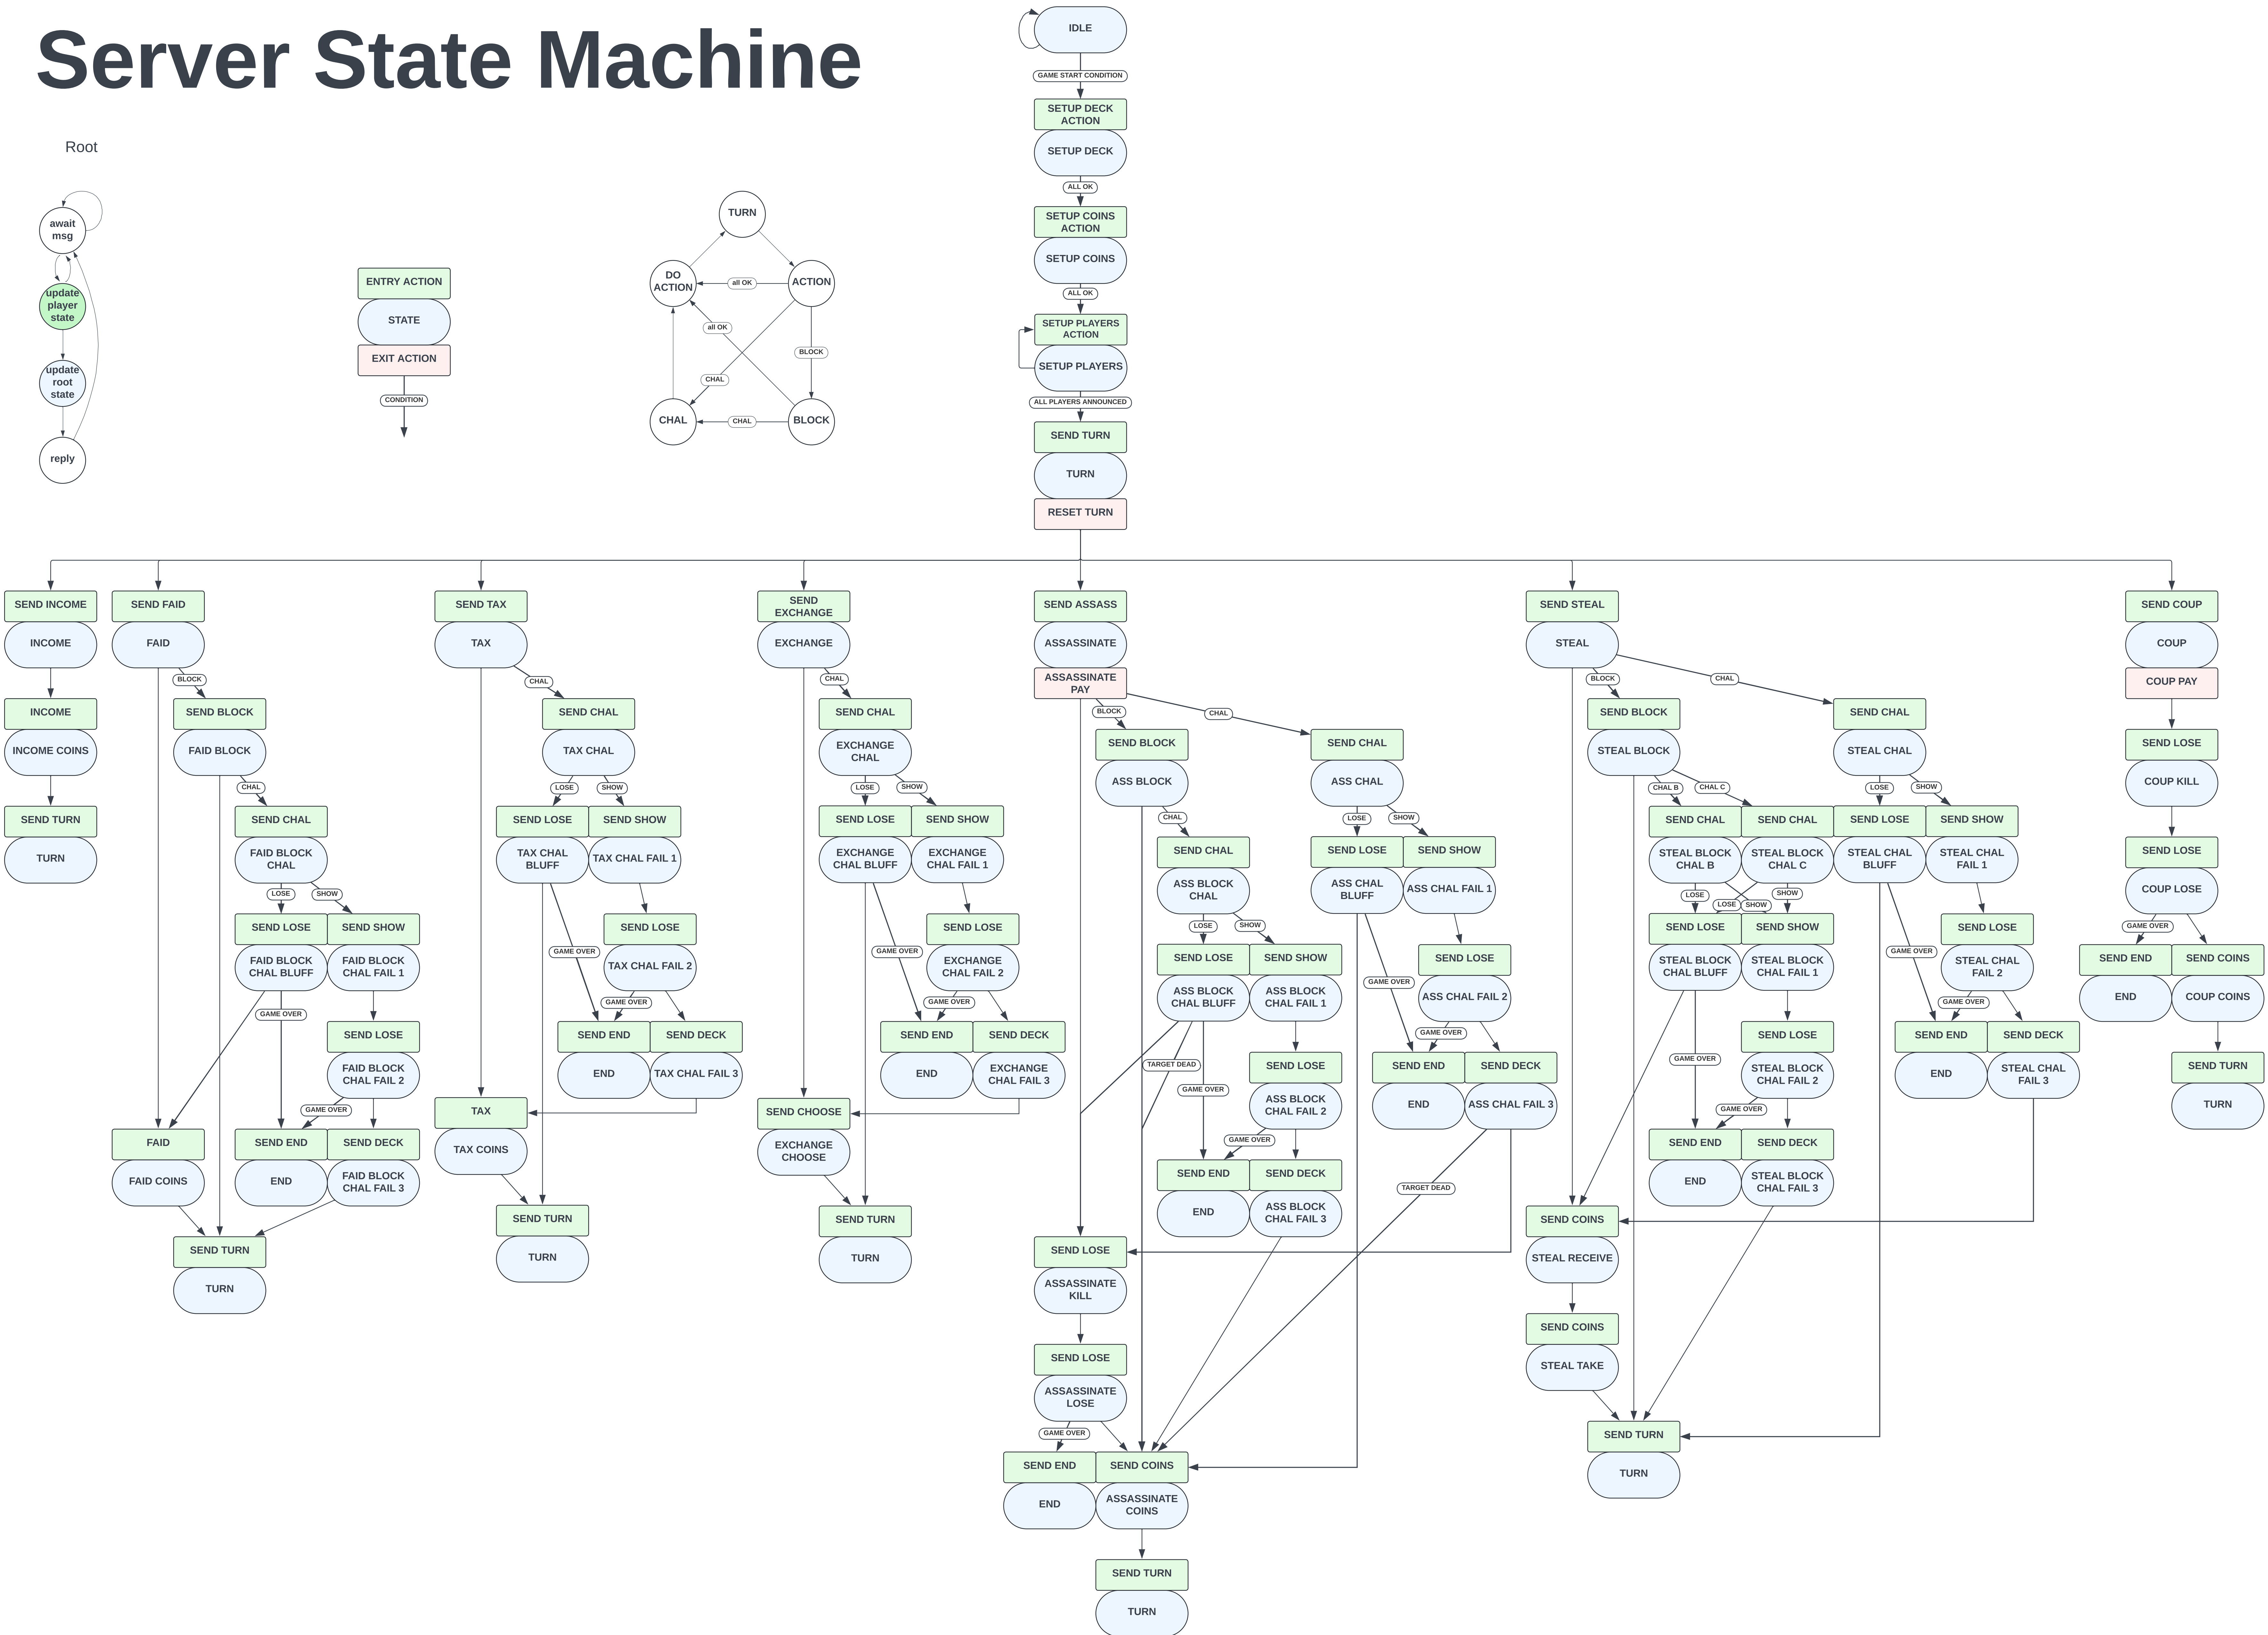 Server State Machine
Root
await
msg
update
player
state
update
root
state
reply
ENTRY ACTION
STATE
EXIT ACTION
CONDITION
TURN
DO
ACTION
all OK
ACTION
all OK
BLOCK
CHAL
CHAL
CHAL
BLOCK
IDLE
GAME START CONDITION
SETUP DECK
ACTION
SETUP DECK
ALL OK
SETUP COINS
ACTION
SETUP COINS
ALL OK
SETUP PLAYERS
ACTION
SETUP PLAYERS
ALL PLAYERS ANNOUNCED
SEND TURN
TURN
RESET TURN
SEND INCOME
INCOME
INCOME
INCOME COINS
SEND TURN
TURN
SEND FAID
FAID
BLOCK
SEND BLOCK
FAID BLOCK
CHAL
SEND CHAL
FAID BLOCK
CHAL
LOSE
SHOW
SEND LOSE
SEND SHOW
FAID BLOCK
CHAL BLUFF
FAID BLOCK
CHAL FAIL 1
GAME OVER
SEND LOSE
FAID BLOCK
CHAL FAIL 2
GAME OVER
FAID
SEND END
SEND DECK
FAID COINS
END
FAID BLOCK
CHAL FAIL 3
SEND TURN
TURN
SEND TAX
TAX
CHAL
SEND CHAL
TAX CHAL
LOSE
SHOW
SEND LOSE
SEND SHOW
TAX CHAL
BLUFF
TAX CHAL FAIL 1
SEND LOSE
GAME OVER
TAX CHAL FAIL 2
GAME OVER
SEND END
SEND DECK
END
TAX CHAL FAIL 3
TAX
TAX COINS
SEND TURN
TURN
SEND
EXCHANGE
EXCHANGE
CHAL
SEND CHAL
EXCHANGE
CHAL
LOSE
SHOW
SEND LOSE
SEND SHOW
EXCHANGE
CHAL BLUFF
EXCHANGE
CHAL FAIL 1
SEND LOSE
GAME OVER
EXCHANGE
CHAL FAIL 2
GAME OVER
SEND END
SEND DECK
END
EXCHANGE
CHAL FAIL 3
SEND CHOOSE
EXCHANGE
CHOOSE
SEND TURN
TURN
SEND ASSASS
ASSASSINATE
ASSASSINATE
PAY
BLOCK
CHAL
SEND BLOCK
ASS BLOCK
CHAL
SEND CHAL
ASS BLOCK
CHAL
LOSE
SHOW
SEND LOSE
SEND SHOW
ASS BLOCK
CHAL BLUFF
ASS BLOCK
CHAL FAIL 1
TARGET DEAD
GAME OVER
SEND LOSE
ASS BLOCK
CHAL FAIL 2
GAME OVER
SEND END
SEND DECK
END
ASS BLOCK
CHAL FAIL 3
SEND CHAL
ASS CHAL
LOSE
SHOW
SEND LOSE
SEND SHOW
ASS CHAL
BLUFF
ASS CHAL FAIL 1
SEND LOSE
GAME OVER
ASS CHAL FAIL 2
GAME OVER
SEND END
SEND DECK
END
ASS CHAL FAIL 3
TARGET DEAD
SEND LOSE
ASSASSINATE
KILL
SEND LOSE
ASSASSINATE
LOSE
GAME OVER
SEND END
SEND COINS
END
ASSASSINATE
COINS
SEND TURN
TURN
SEND STEAL
STEAL
BLOCK
CHAL
SEND BLOCK
STEAL BLOCK
CHAL B
CHAL C
SEND CHAL
SEND CHAL
STEAL BLOCK
CHAL B
STEAL BLOCK
CHAL C
LOSE
LOSE
SHOW
SHOW
SEND LOSE
SEND SHOW
STEAL BLOCK
CHAL BLUFF
STEAL BLOCK
CHAL FAIL 1
SEND LOSE
GAME OVER
STEAL BLOCK
CHAL FAIL 2
GAME OVER
SEND END
SEND DECK
END
STEAL BLOCK
CHAL FAIL 3
SEND CHAL
STEAL CHAL
LOSE
SHOW
SEND LOSE
SEND SHOW
STEAL CHAL
BLUFF
STEAL CHAL
FAIL 1
SEND LOSE
GAME OVER
STEAL CHAL
FAIL 2
GAME OVER
SEND END
SEND DECK
END
STEAL CHAL
FAIL 3
SEND COINS
STEAL RECEIVE
SEND COINS
STEAL TAKE
SEND TURN
TURN
SEND COUP
COUP
COUP PAY
SEND LOSE
COUP KILL
SEND LOSE
COUP LOSE
GAME OVER
SEND END
SEND COINS
END
COUP COINS
SEND TURN
TURN